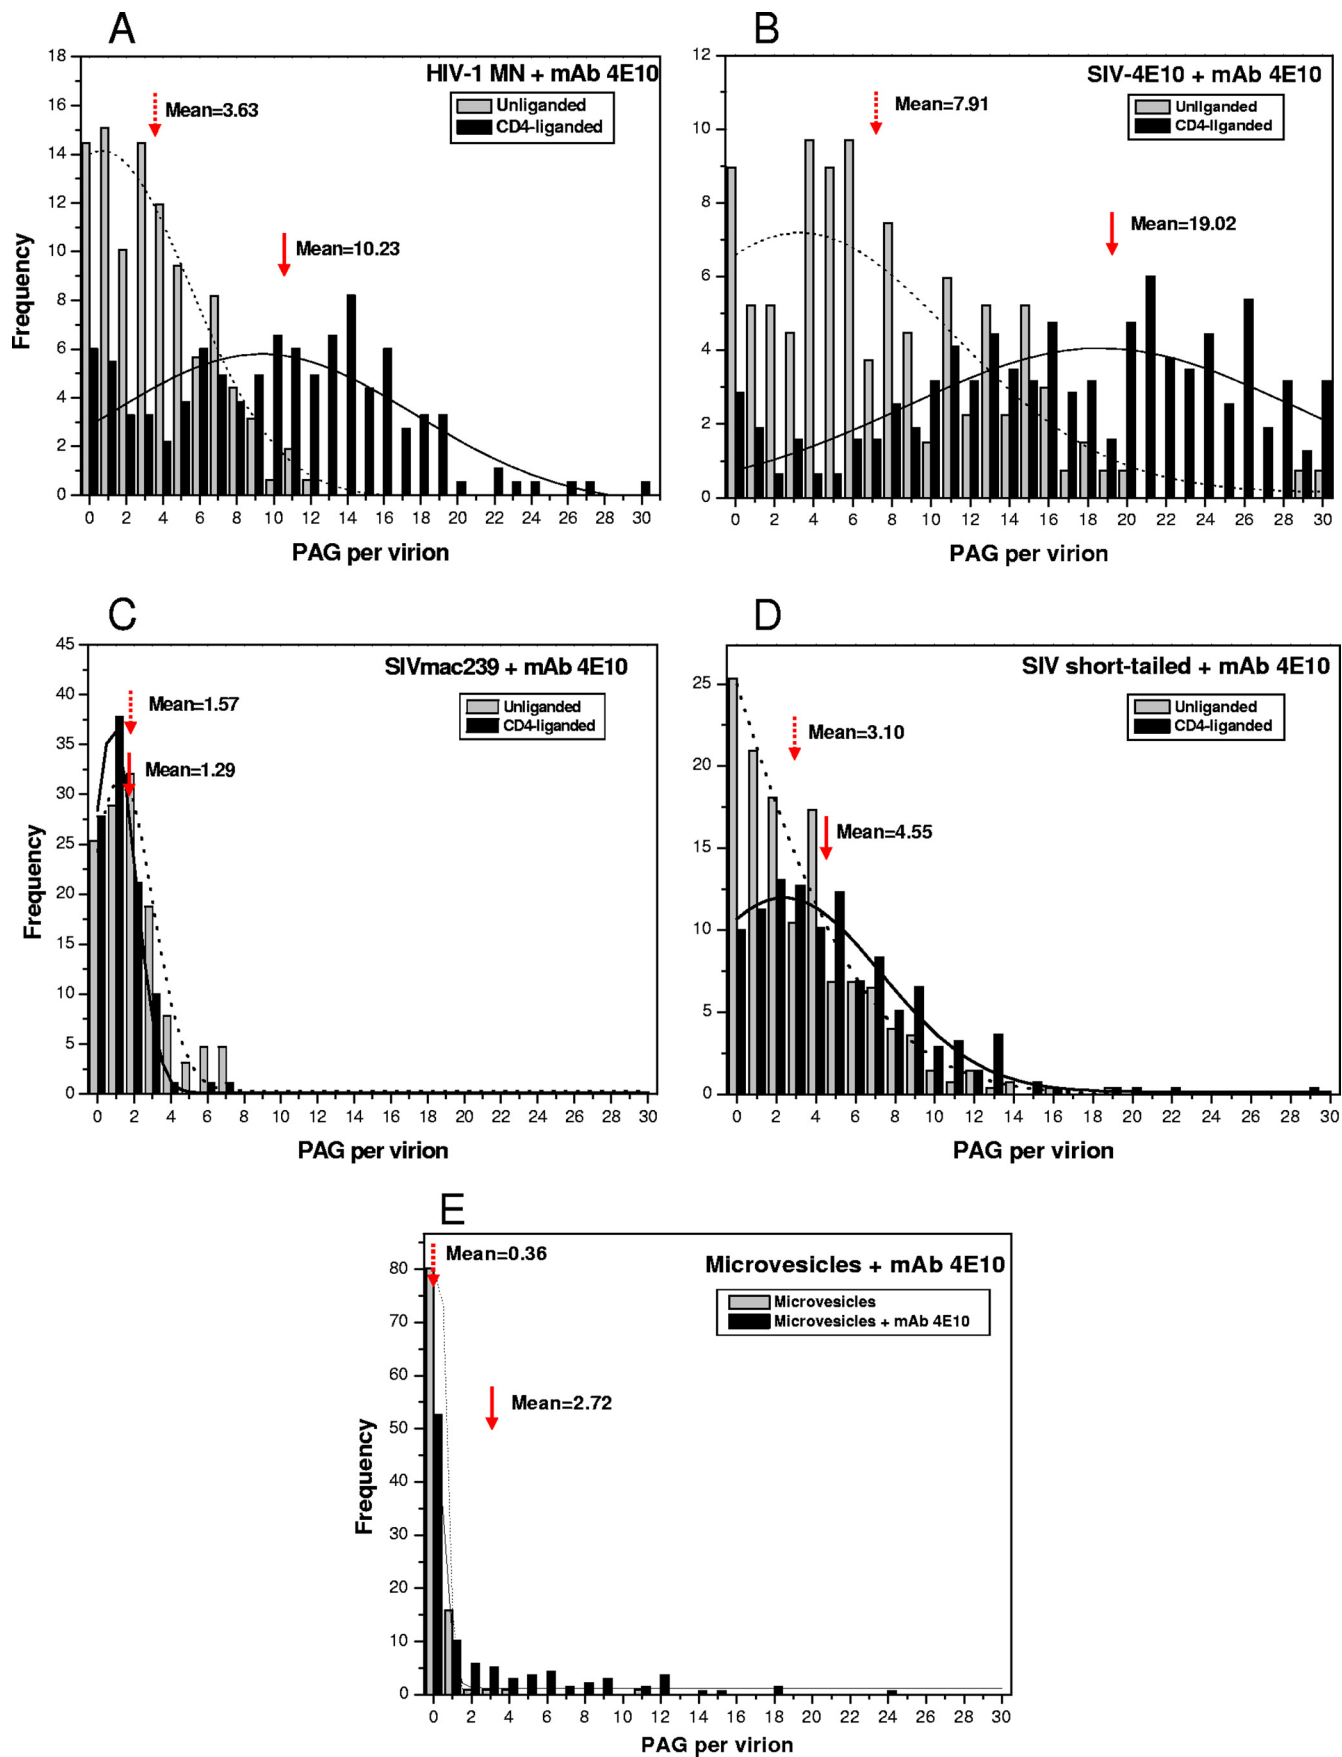 A
HIV-1 MN + mAb 4E10
Unliganded
CD4-liganded
Mean=3.63
Mean=10.23
Frequency
18
16
14
12
10
8
6
4
2
0
0 2 4 6 8 10 12 14 16 18 20 22 24 26 28 30
PAG per virion
B
SIV-4E10 + mAb 4E10
Unliganded
CD4-liganded
Mean=7.91
Mean=19.02
12
10
8
6
4
2
0
0 2 4 6 8 10 12 14 16 18 20 22 24 26 28 30
PAG per virion
C
SIVmac239 + mAb 4E10
Unliganded
CD4-liganded
Mean=1.57
Mean=1.29
Frequency
45
40
35
30
25
20
15
10
5
0
0 2 4 6 8 10 12 14 16 18 20 22 24 26 28 30
PAG per virion
D
SIV short-tailed + mAb 4E10
Unliganded
CD4-liganded
Mean=3.10
Mean=4.55
25
20
15
10
5
0
0 2 4 6 8 10 12 14 16 18 20 22 24 26 28 30
PAG per virion
E
Microvesicles + mAb 4E10
Microvesicles
Microvesicles + mAb 4E10
Mean=0.36
Mean=2.72
Frequency
80
70
60
50
40
30
20
10
0
0 2 4 6 8 10 12 14 16 18 20 22 24 26 28 30
PAG per virion